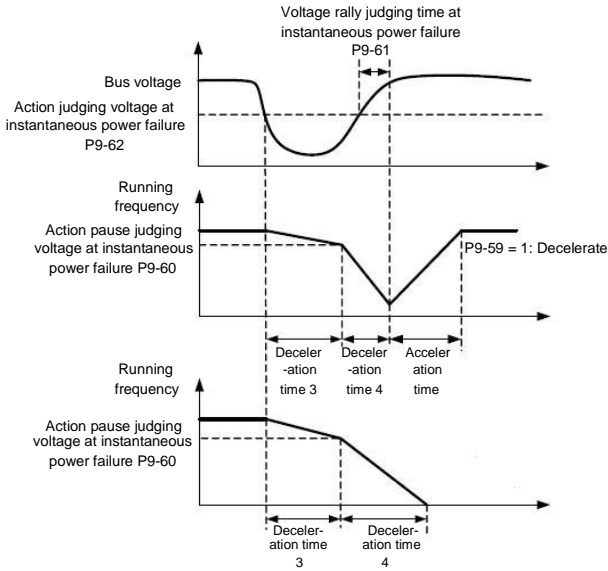 Voltage rally judging time at
instantaneous power failure
P9-61
Bus voltage
Action judging voltage at
instantaneous power failure
P9-62
Running
frequency
Action pause judging
voltage at instantaneous
power failure P9-60
P9-59 = 1: Decelerate
Deceler
-ation
time 3
Deceler
-ation
time 4
Acceler
ation
time
Running
frequency
Action pause judging
voltage at instantaneous
power failure P9-60
Deceler-
ation time
3
Deceler-
ation time
4